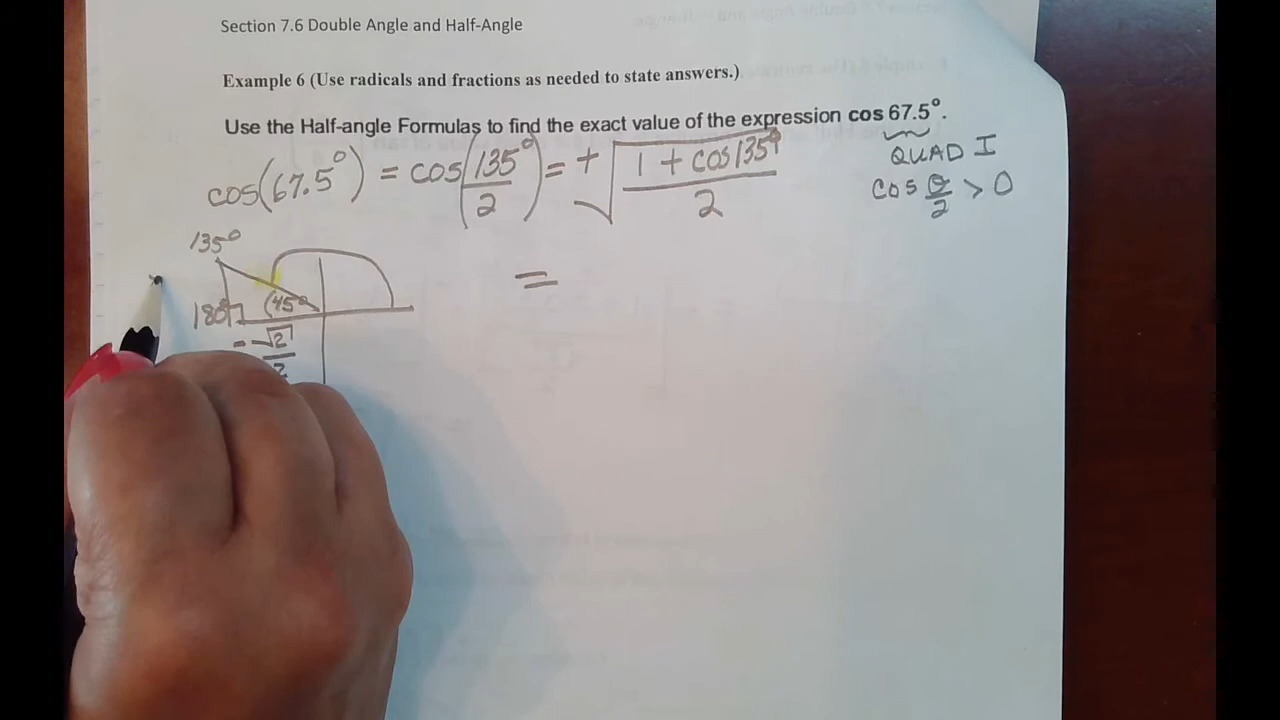 Section 7.6 Double Angle and Half-Angle
Example 6 (Use radicals and fractions as needed to state answers.)
Use the Half-angle Formulas to find the exact value of the expression cos 67.5°.
cos(67.5°) = cos(135°/2) = +√((1 + cos 135°)/2)
QUAD I
cos θ/2 > 0
135°
180°
45°
=
-√2/2